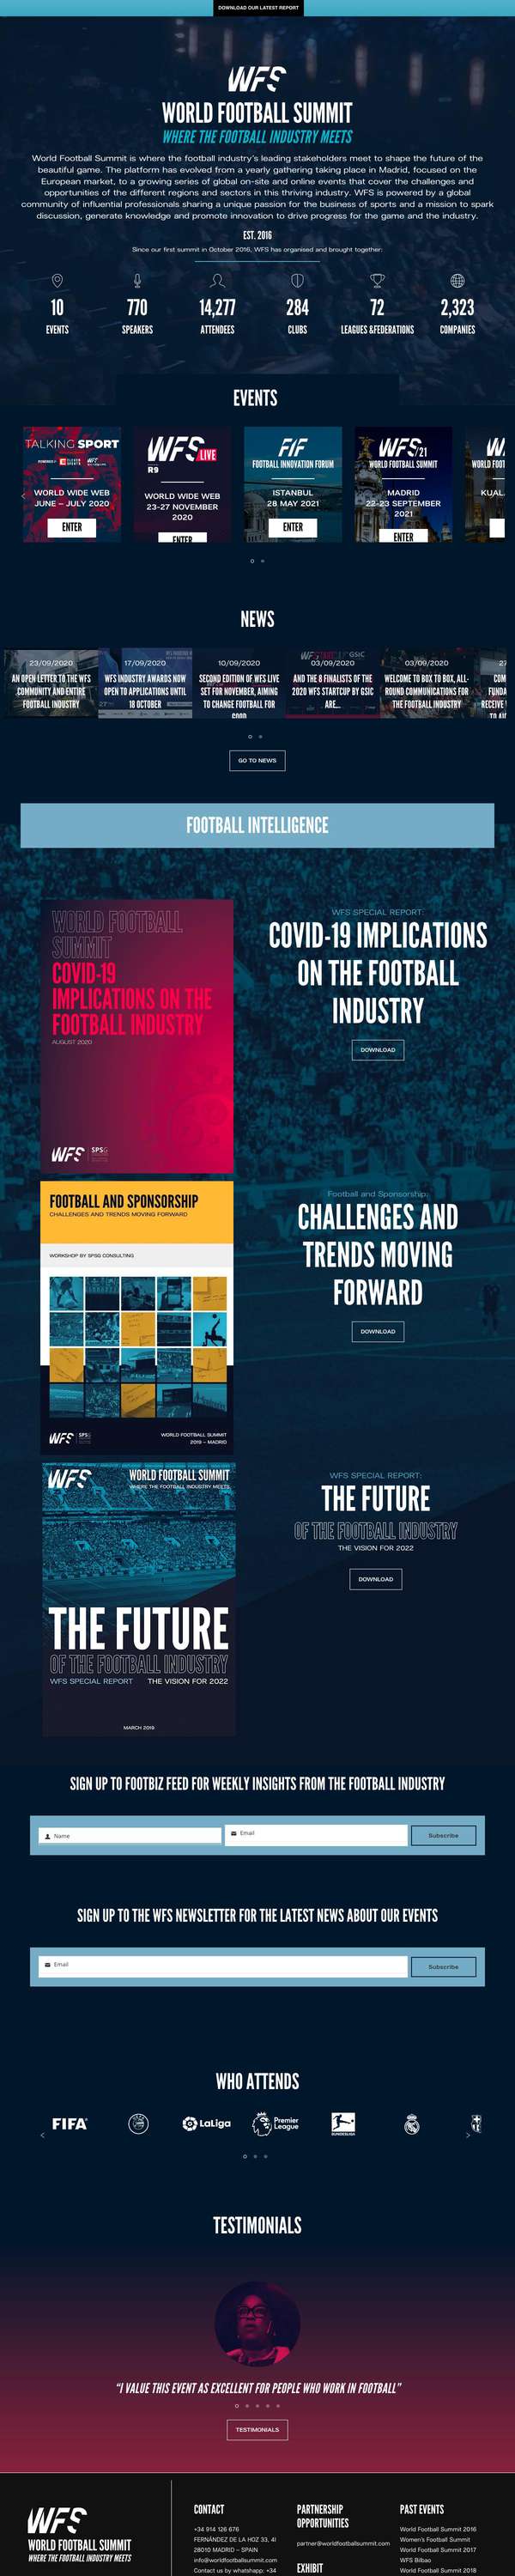 DOWNLOAD OUR LATEST REPORT
WFS
WORLD FOOTBALL SUMMIT
WHERE THE FOOTBALL INDUSTRY MEETS
World Football Summit is where the football industry's leading stakeholders meet to shape the future of the
beautiful game. The platform has evolved from a yearly gathering taking place in Madrid, focused on the
European market, to a growing series of global on-site and online events that cover the challenges and
opportunities of the different regions and sectors in this thriving industry. WFS is powered by a global
community of influential professionals sharing a unique passion for the business of sports and a mission to spark
discussion, generate knowledge and promote innovation to drive progress for the game and the industry.
EST. 2016
Since our first summit in October 2016, WFS has organised and brought together:
10 770 14,277 284 72 2,323
EVENTS SPEAKERS ATTENDEES CLUBS LEAGUES &FEDERATIONS COMPANIES
EVENTS
TALKING SPORT
WORLD WIDE WEB
JUNE – JULY 2020
ENTER
WFS LIVE
R9
WORLD WIDE WEB
23-27 NOVEMBER
2020
ENTER
FIF
FOOTBALL INNOVATION FORUM
ISTANBUL
28 MAY 2021
ENTER
WFS/21
WORLD FOOTBALL SUMMIT
MADRID
22-23 SEPTEMBER
2021
ENTER
W
WORLD FOOT
KUAL
NEWS
23/09/2020
AN OPEN LETTER TO THE WFS
COMMUNITY AND ENTIRE
FOOTBALL INDUSTRY
17/09/2020
WFS INDUSTRY AWARDS NOW
OPEN TO APPLICATIONS UNTIL
18 OCTOBER
10/09/2020
SECOND EDITION OF WFS LIVE
SET FOR NOVEMBER, AIMING
TO CHANGE FOOTBALL FOR
GOOD
03/09/2020
AND THE 8 FINALISTS OF THE
2020 WFS STARTCUP BY GSIC
ARE...
03/09/2020
WELCOME TO BOX TO BOX, ALL-
ROUND COMMUNICATIONS FOR
THE FOOTBALL INDUSTRY
27
COM
FUNDA
RECEIVE
TO AI
GO TO NEWS
FOOTBALL INTELLIGENCE
WORLD FOOTBALL
SUMMIT
COVID-19
IMPLICATIONS ON THE
FOOTBALL INDUSTRY
AUGUST 2020
WFS SPSG
WFS SPECIAL REPORT:
COVID-19 IMPLICATIONS
ON THE FOOTBALL
INDUSTRY
DOWNLOAD
FOOTBALL AND SPONSORSHIP
CHALLENGES AND TRENDS MOVING FORWARD
WORKSHOP BY SPSG CONSULTING
WFS SPSG
WORLD FOOTBALL SUMMIT
2019 – MADRID
Football and Sponsorship:
CHALLENGES AND
TRENDS MOVING
FORWARD
DOWNLOAD
WFS
WORLD FOOTBALL SUMMIT
WHERE THE FOOTBALL INDUSTRY MEETS
THE FUTURE
OF THE FOOTBALL INDUSTRY
WFS SPECIAL REPORT THE VISION FOR 2022
MARCH 2019
WFS SPECIAL REPORT:
THE FUTURE
OF THE FOOTBALL INDUSTRY
THE VISION FOR 2022
DOWNLOAD
SIGN UP TO FOOTBIZ FEED FOR WEEKLY INSIGHTS FROM THE FOOTBALL INDUSTRY
Name Email Subscribe
SIGN UP TO THE WFS NEWSLETTER FOR THE LATEST NEWS ABOUT OUR EVENTS
Email Subscribe
WHO ATTENDS
FIFA LaLiga Premier League BUNDESLIGA
TESTIMONIALS
“I VALUE THIS EVENT AS EXCELLENT FOR PEOPLE WHO WORK IN FOOTBALL”
TESTIMONIALS
WFS
WORLD FOOTBALL SUMMIT
WHERE THE FOOTBALL INDUSTRY MEETS
CONTACT
+34 914 126 676
FERNÁNDEZ DE LA HOZ 33, 4I
28010 MADRID – SPAIN
info@worldfootballsummit.com
Contact us by whatshapp: +34
PARTNERSHIP
OPPORTUNITIES
partner@worldfootballsummit.com
EXHIBIT
PAST EVENTS
World Football Summit 2016
Women's Football Summit
World Football Summit 2017
WFS Bilbao
World Football Summit 2018